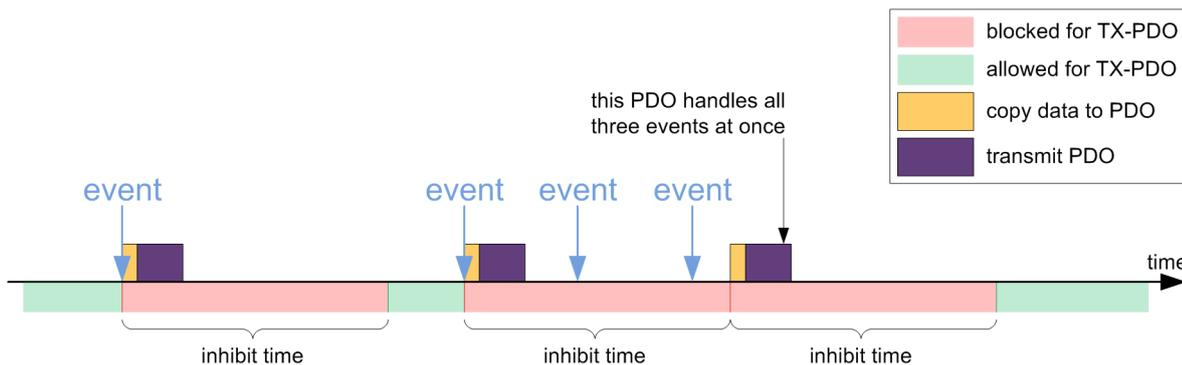 blocked for TX-PDO
allowed for TX-PDO
copy data to PDO
transmit PDO
this PDO handles all
three events at once
event
event
event
event
time
inhibit time
inhibit time
inhibit time